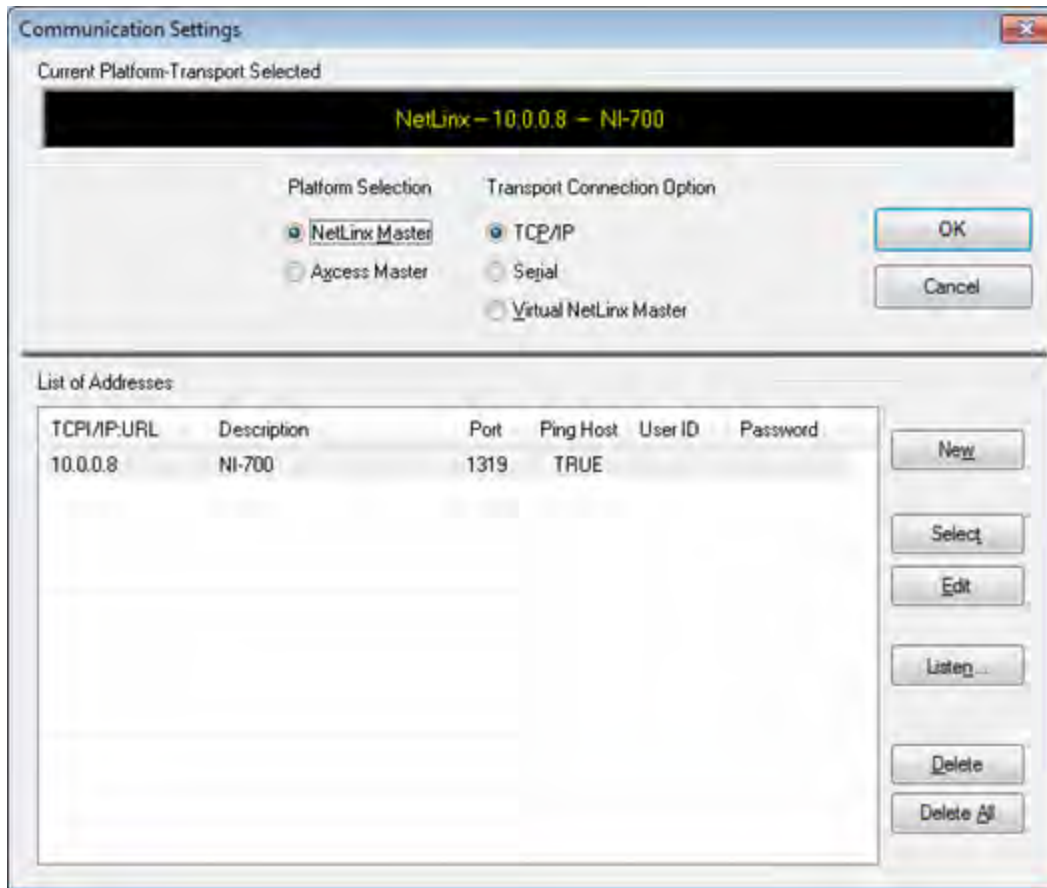 Communication Settings
Current Platform-Transport Selected
NetLinx – 10.0.0.8 – NI-700
Platform Selection
Transport Connection Option
NetLinx Master
TCP/IP
OK
Axcess Master
Serial
Cancel
Virtual NetLinx Master
List of Addresses
TCPI/IP:URL Description Port Ping Host User ID Password
10.0.0.8 NI-700 1319 TRUE
New
Select
Edit
Listen...
Delete
Delete All